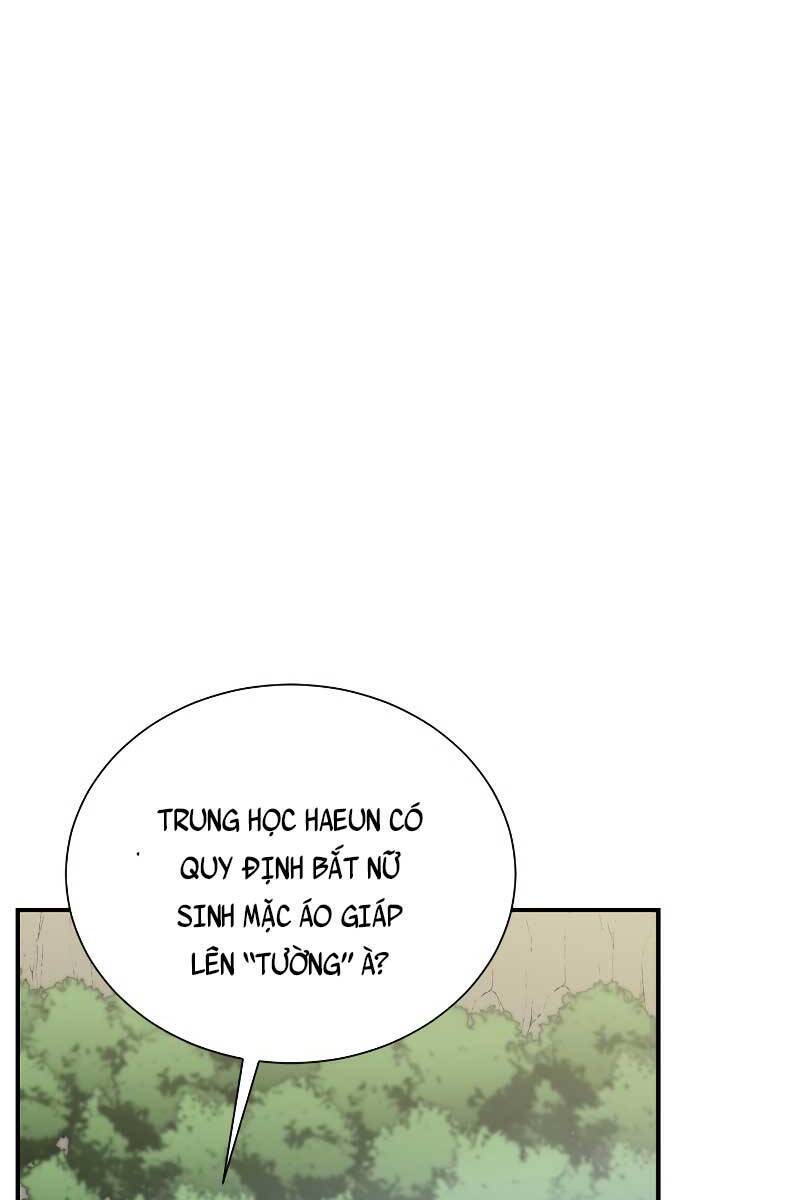 TRUNG HỌC HAEUN CÓ
QUY ĐỊNH BẮT NỮ
SINH MẶC ÁO GIÁP
LÊN "TƯỜNG" À?